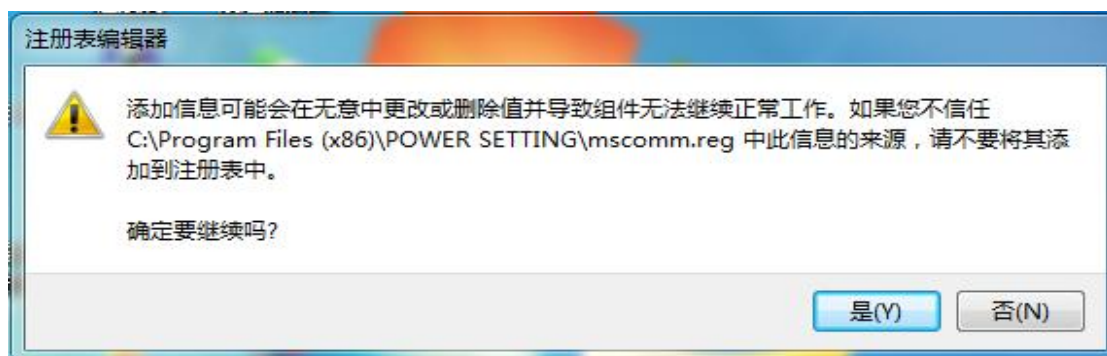 注册表编辑器
添加信息可能会在无意中更改或删除值并导致组件无法继续正常工作。如果您不信任
C:\Program Files (x86)\POWER SETTING\mscomm.reg 中此信息的来源，请不要将其添
加到注册表中。
确定要继续吗?
是(Y)
否(N)